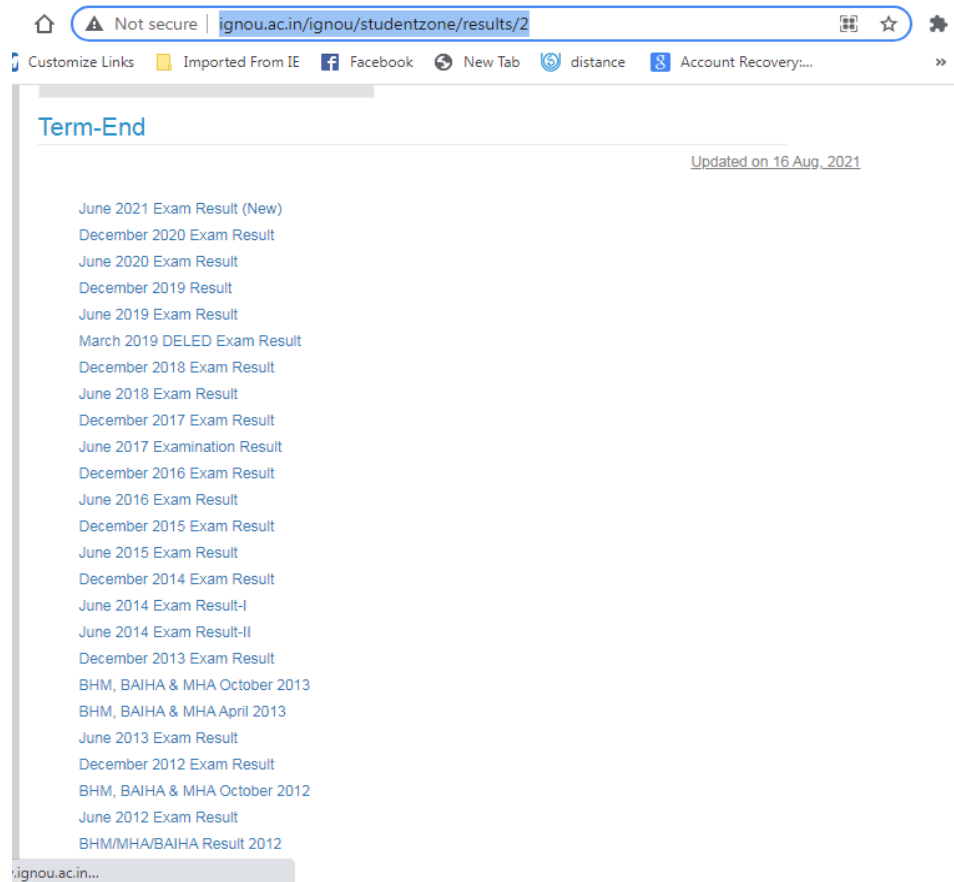 Not secure | ignou.ac.in/ignou/studentzone/results/2
Customize Links Imported From IE Facebook New Tab distance 8 Account Recovery:... »
Term-End
Updated on 16 Aug, 2021
June 2021 Exam Result (New)
December 2020 Exam Result
June 2020 Exam Result
December 2019 Result
June 2019 Exam Result
March 2019 DELED Exam Result
December 2018 Exam Result
June 2018 Exam Result
December 2017 Exam Result
June 2017 Examination Result
December 2016 Exam Result
June 2016 Exam Result
December 2015 Exam Result
June 2015 Exam Result
December 2014 Exam Result
June 2014 Exam Result-I
June 2014 Exam Result-II
December 2013 Exam Result
BHM, BAIHA & MHA October 2013
BHM, BAIHA & MHA April 2013
June 2013 Exam Result
December 2012 Exam Result
BHM, BAIHA & MHA October 2012
June 2012 Exam Result
BHM/MHA/BAIHA Result 2012
.ignou.ac.in...